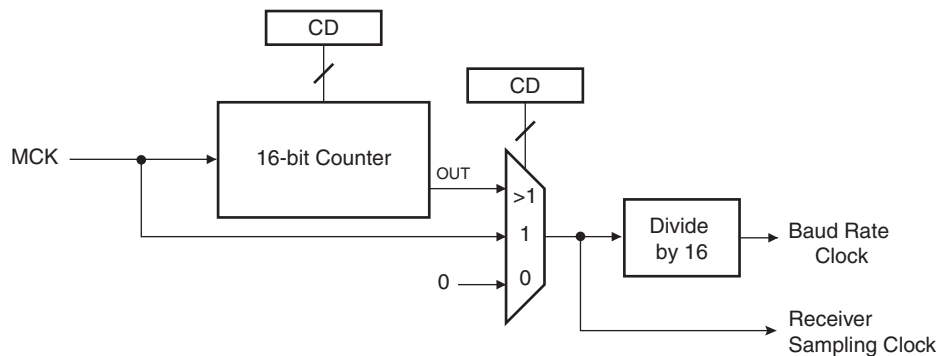 CD
CD
MCK
16-bit Counter
OUT
>1
1
0
0
Divide
by 16
Baud Rate
Clock
Receiver
Sampling Clock